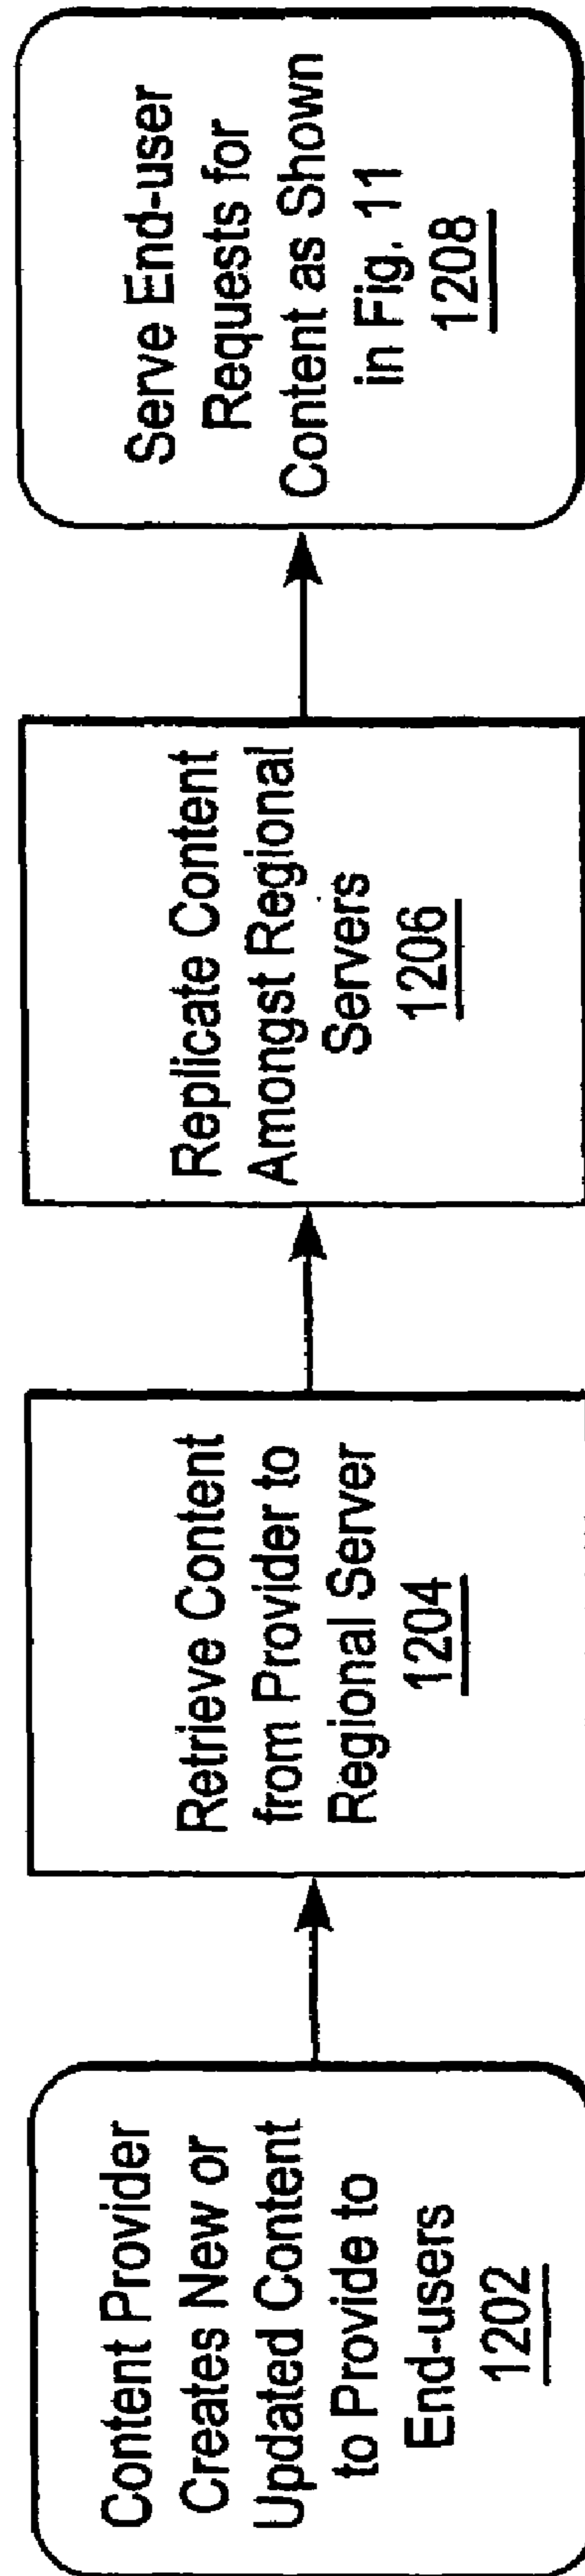 Content Provider
Creates New or
Updated Content
to Provide to
End-users
1202
Retrieve Content
from Provider to
Regional Server
1204
Replicate Content
Amongst Regional
Servers
1206
Serve End-user
Requests for
Content as Shown
in Fig. 11
1208